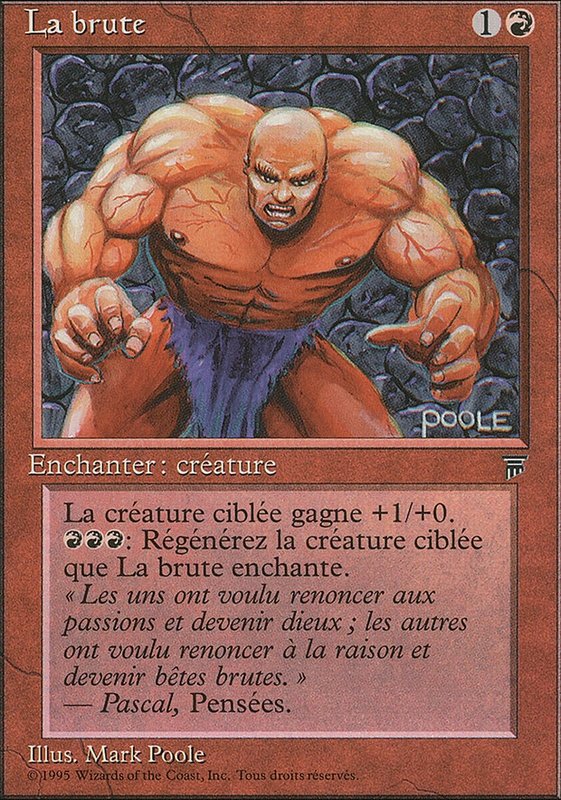 La brute
1
POOLE
Enchanter : créature
La créature ciblée gagne +1/+0.
: Régénérez la créature ciblée
que La brute enchante.
« Les uns ont voulu renoncer aux
passions et devenir dieux ; les autres
ont voulu renoncer à la raison et
devenir bêtes brutes. »
— Pascal, Pensées.
Illus. Mark Poole
©1995 Wizards of the Coast, Inc. Tous droits réservés.